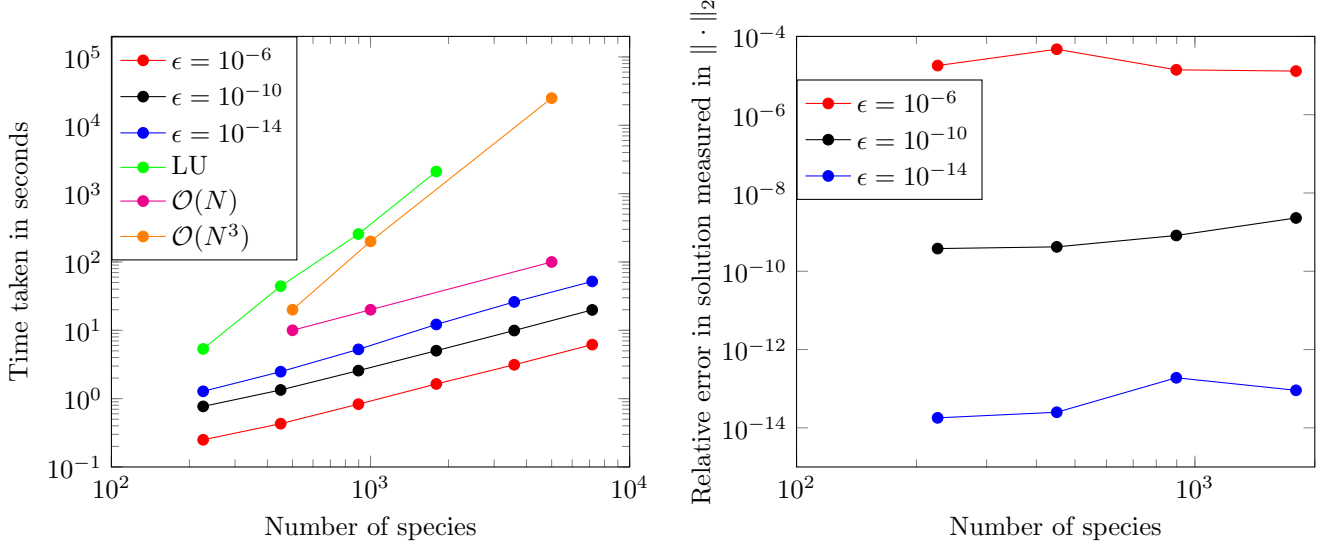 Time taken in seconds
10^5
10^4
10^3
10^2
10^1
10^0
10^{-1}
ϵ = 10^{-6}
ϵ = 10^{-10}
ϵ = 10^{-14}
LU
𝒪(N)
𝒪(N^3)
10^2
10^3
10^4
Number of species
Relative error in solution measured in ‖ · ‖_2
10^{-4}
10^{-6}
10^{-8}
10^{-10}
10^{-12}
10^{-14}
ϵ = 10^{-6}
ϵ = 10^{-10}
ϵ = 10^{-14}
10^2
10^3
Number of species